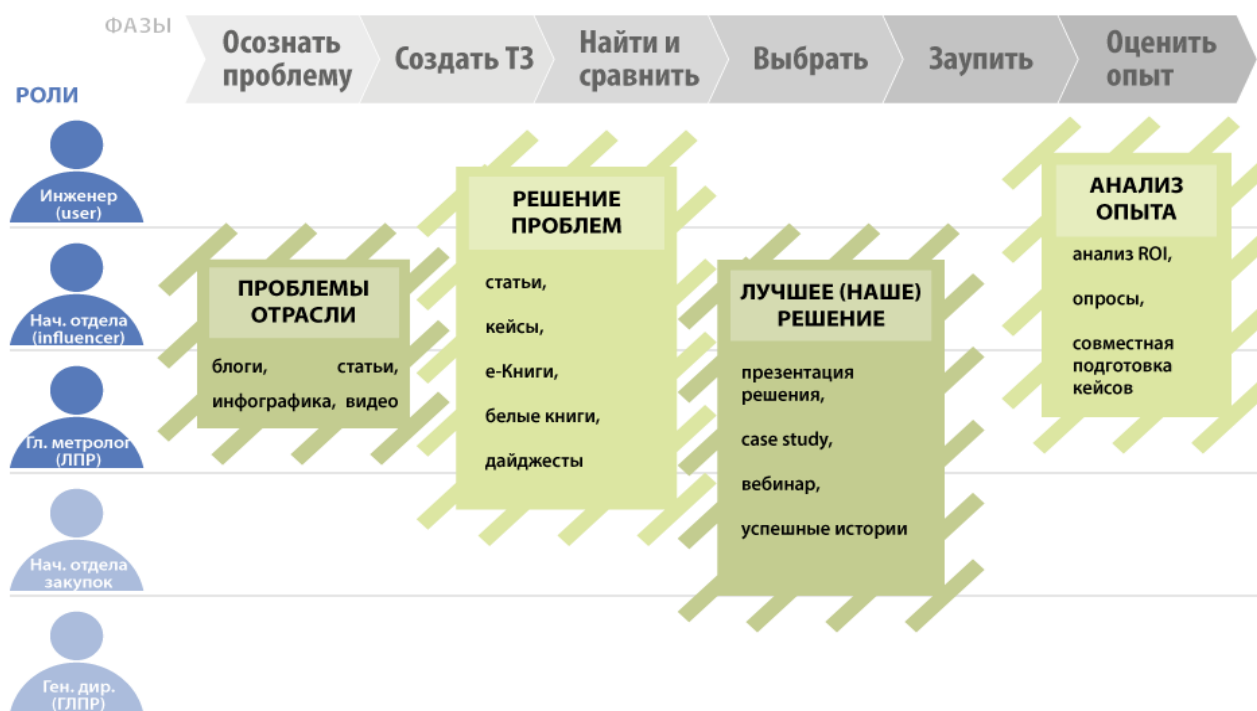 ФАЗЫ
Осознать
проблему
Создать ТЗ
Найти и
сравнить
Выбрать
Заупить
Оценить
опыт
РОЛИ
Инженер
(user)
Нач. отдела
(influencer)
Гл. метролог
(ЛПР)
Нач. отдела
закупок
Ген. дир.
(ГЛПР)
ПРОБЛЕМЫ
ОТРАСЛИ
блоги, статьи,
инфографика, видео
РЕШЕНИЕ
ПРОБЛЕМ
статьи,
кейсы,
е-Книги,
белые книги,
дайджесты
ЛУЧШЕЕ (НАШЕ)
РЕШЕНИЕ
презентация
решения,
case study,
вебинар,
успешные истории
АНАЛИЗ
ОПЫТА
анализ ROI,
опросы,
совместная
подготовка
кейсов